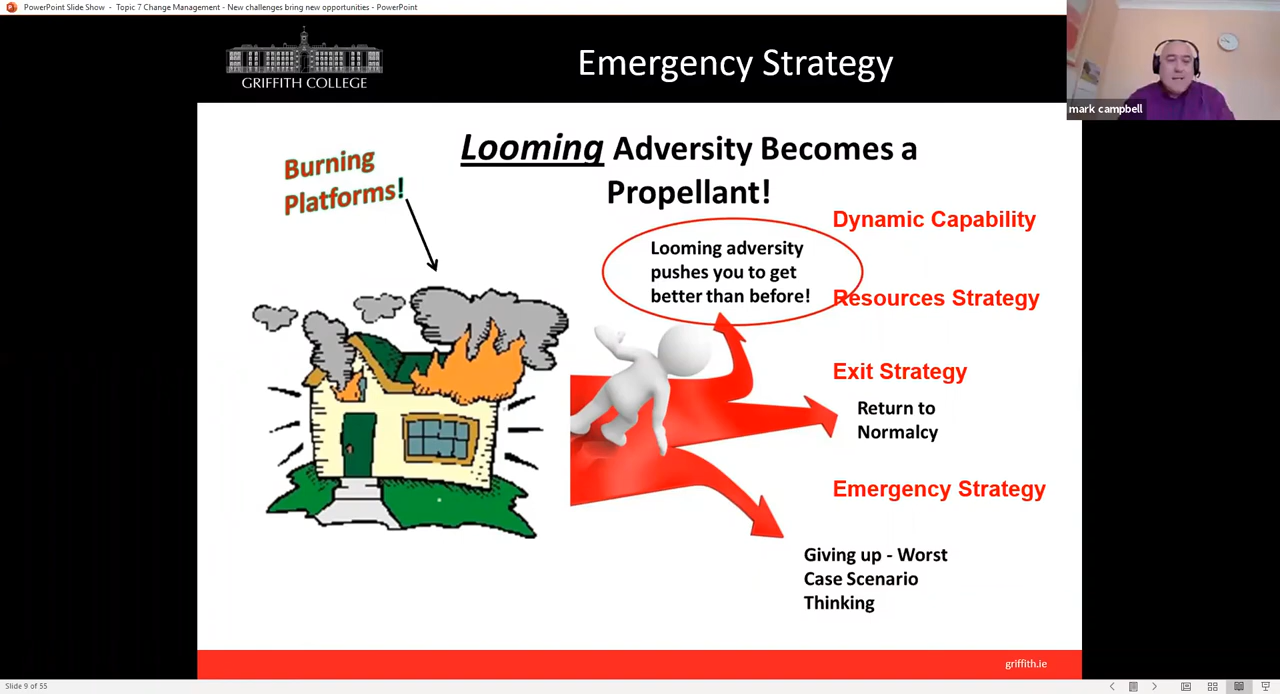 PowerPoint Slide Show - Topic 7 Change Management - New challenges bring new opportunities - PowerPoint
GRIFFITH COLLEGE
Emergency Strategy
mark campbell
Burning
Platforms!
Looming Adversity Becomes a
Propellant!
Dynamic Capability
Looming adversity
pushes you to get
better than before!
Resources Strategy
Exit Strategy
Return to
Normalcy
Emergency Strategy
Giving up - Worst
Case Scenario
Thinking
griffith.ie
Slide 9 of 55